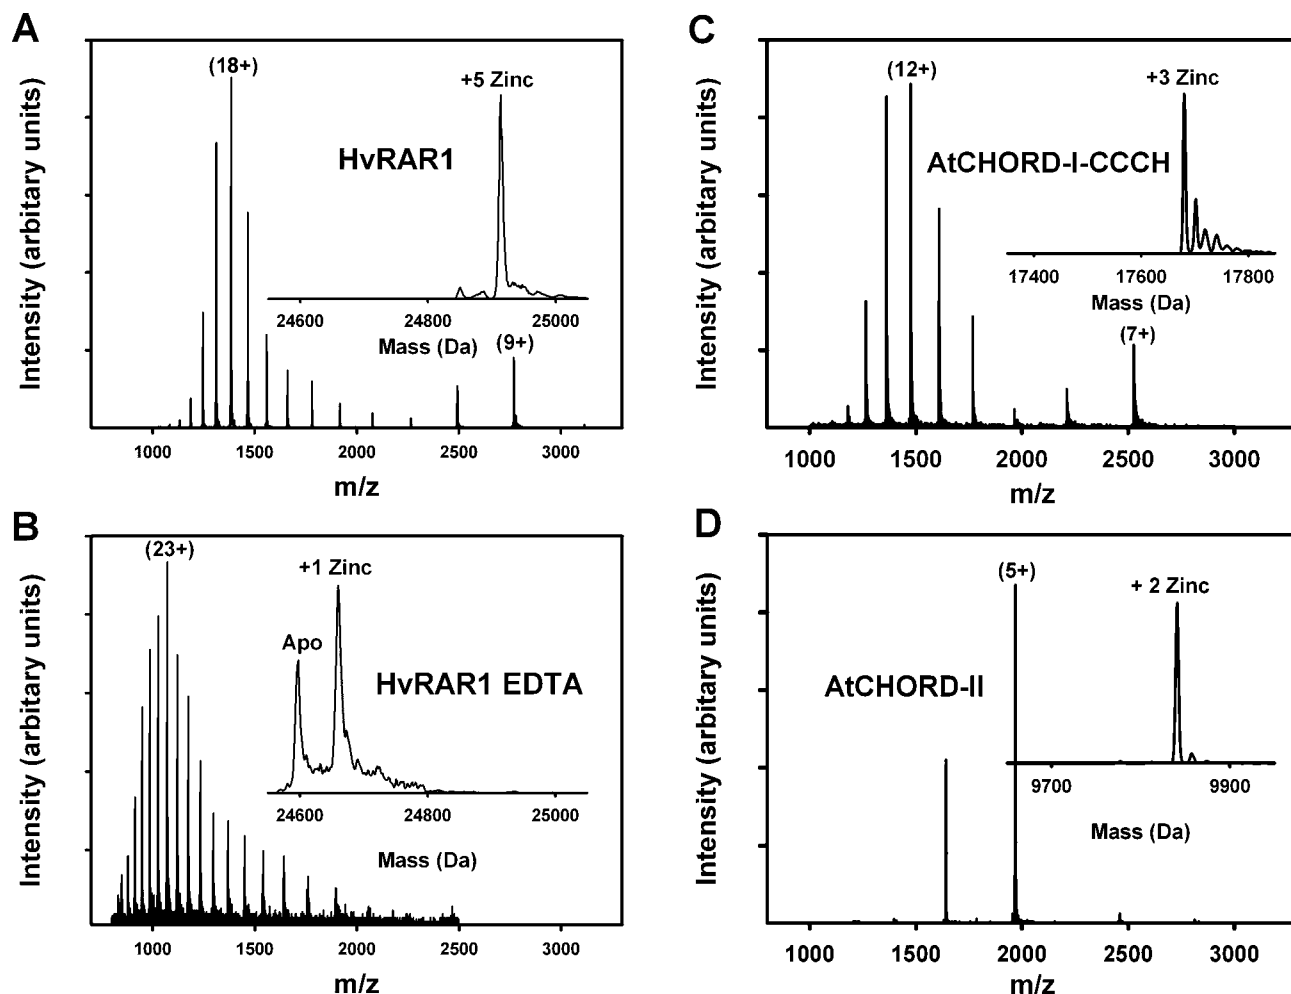 A
Intensity (arbitary units)
(18+)
+5 Zinc
HvRAR1
24600 24800 25000
Mass (Da)
(9+)
1000 1500 2000 2500 3000
m/z
B
Intensity (arbitary units)
(23+)
+1 Zinc
Apo
HvRAR1 EDTA
24600 24800 25000
Mass (Da)
1000 1500 2000 2500 3000
m/z
C
Intensity (arbitary units)
(12+)
+3 Zinc
AtCHORD-I-CCCH
17400 17600 17800
Mass (Da)
(7+)
1000 1500 2000 2500 3000
m/z
D
Intensity (arbitary units)
(5+)
+ 2 Zinc
AtCHORD-II
9700 9900
Mass (Da)
1000 1500 2000 2500 3000
m/z